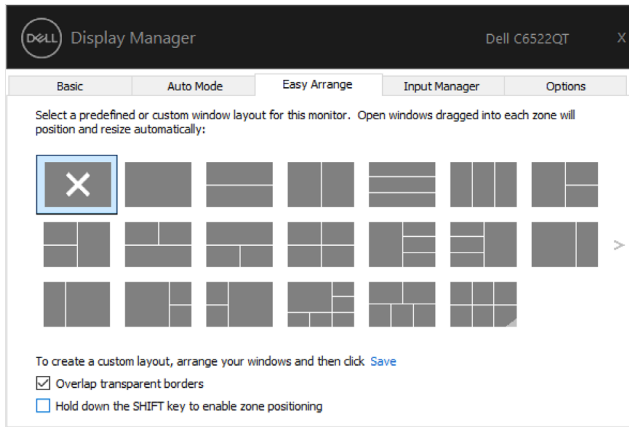 DELL Display Manager Dell C6522QT X
Basic Auto Mode Easy Arrange Input Manager Options
Select a predefined or custom window layout for this monitor. Open windows dragged into each zone will
position and resize automatically:
To create a custom layout, arrange your windows and then click Save
Overlap transparent borders
Hold down the SHIFT key to enable zone positioning